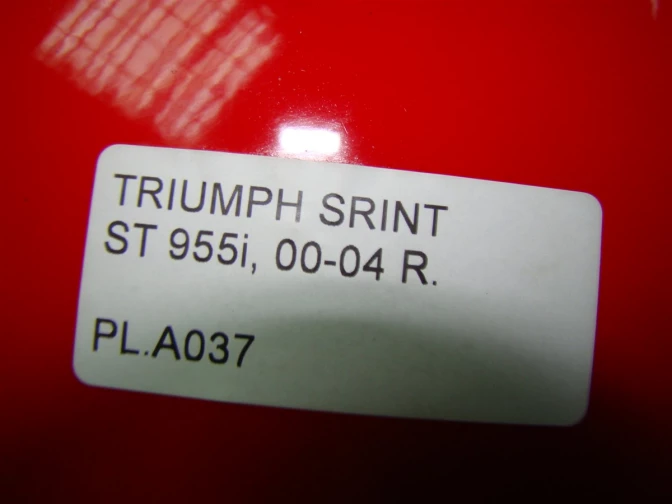 TRIUMPH SRINT
ST 955i, 00-04 R.
PL.A037